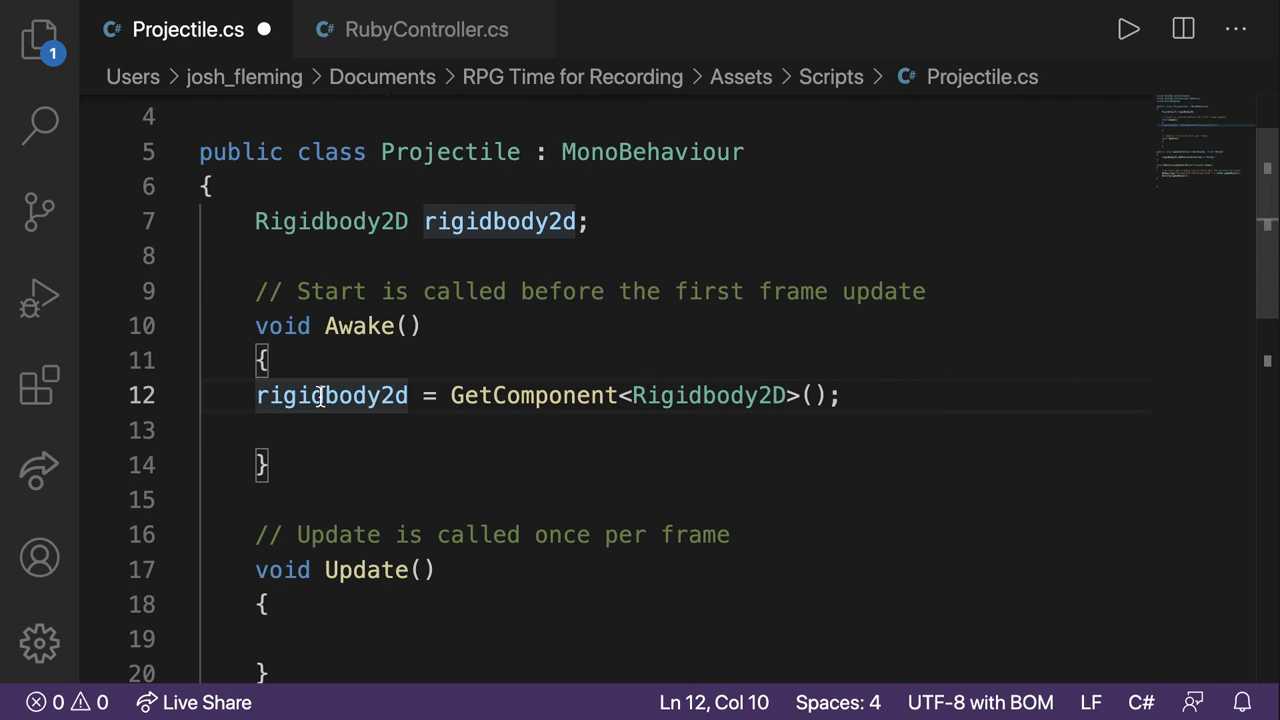 1
C# Projectile.cs
C# RubyController.cs
Users > josh_fleming > Documents > RPG Time for Recording > Assets > Scripts > C# Projectile.cs
4
5 public class Projectile : MonoBehaviour
6 {
7 Rigidbody2D rigidbody2d;
8
9 // Start is called before the first frame update
10 void Awake()
11 {
12 rigidbody2d = GetComponent<Rigidbody2D>();
13
14 }
15
16 // Update is called once per frame
17 void Update()
18 {
19
20 }
0 0 Live Share Ln 12, Col 10 Spaces: 4 UTF-8 with BOM LF C#